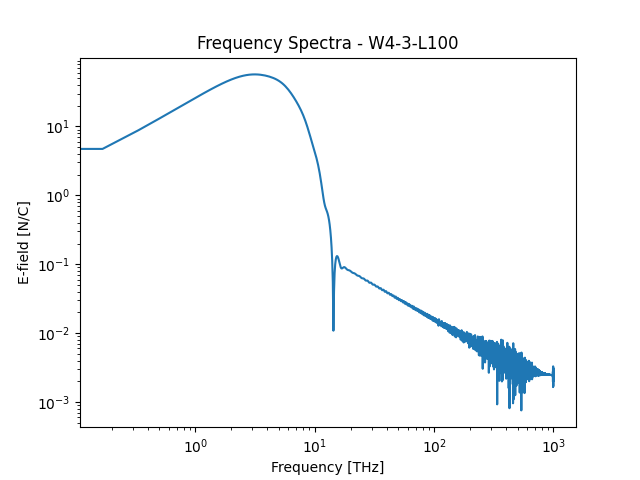 Frequency Spectra - W4-3-L100
E-field [N/C]
10¹
10⁰
10⁻¹
10⁻²
10⁻³
10⁰ 10¹ 10² 10³
Frequency [THz]